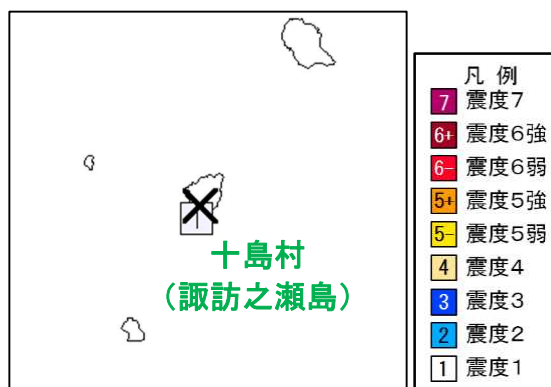 1
十島村
（諏訪之瀬島）
凡 例
7 震度7
6+ 震度6強
6- 震度6弱
5+ 震度5強
5- 震度5弱
4 震度4
3 震度3
2 震度2
1 震度1